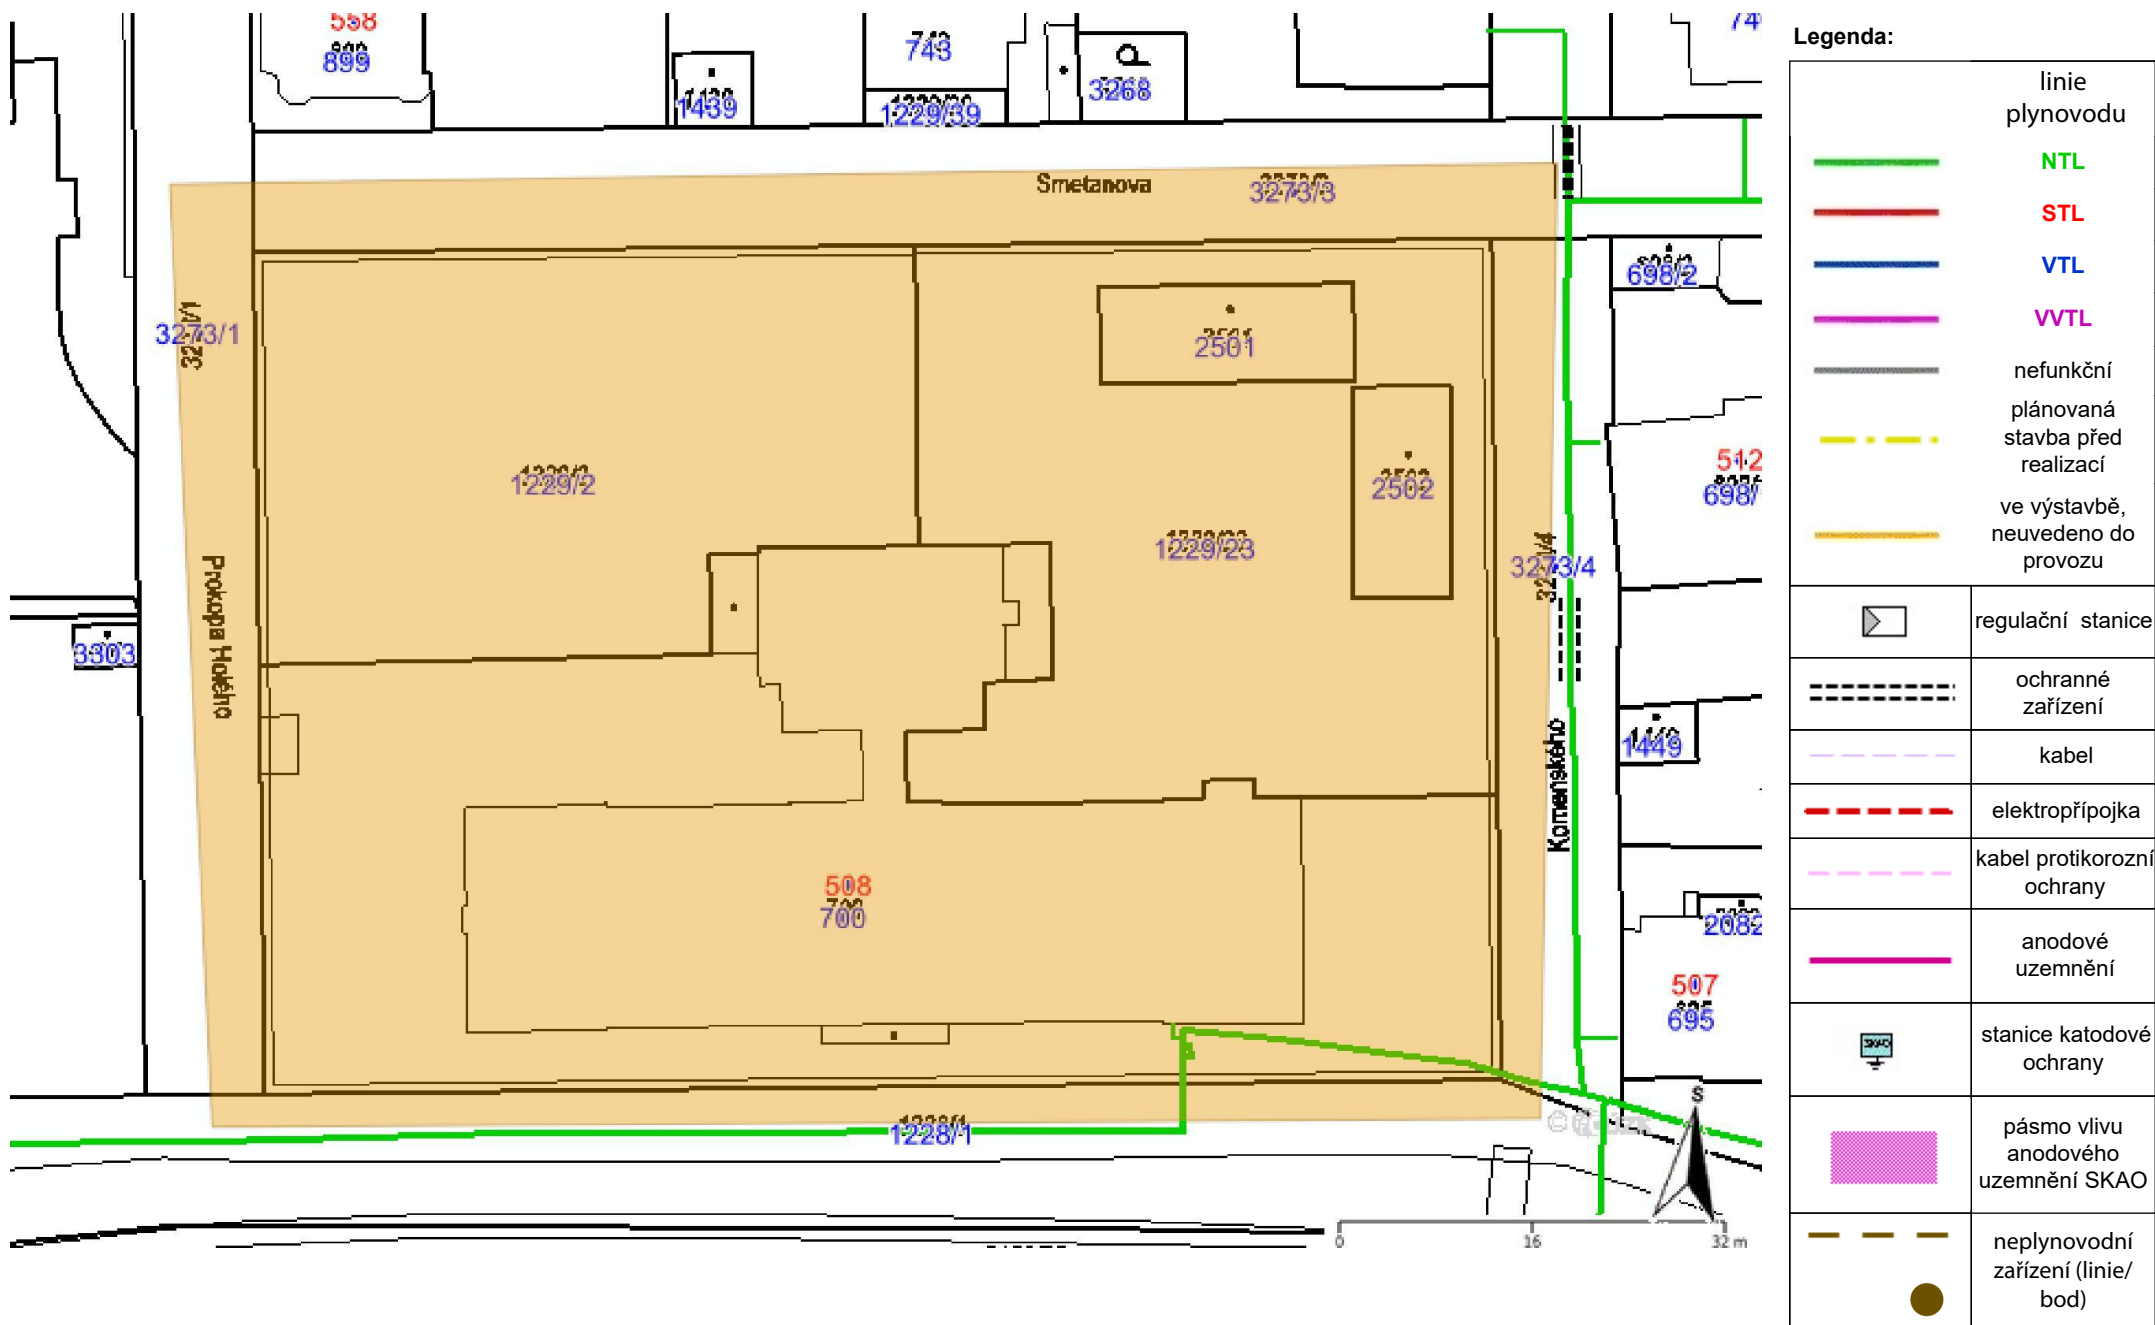 558
899
1439
743
1229/39
3268
Smetanova
3273/3
3273/1
698/2
2501
2502
1229/2
1229/23
512
698/
3273/4
Prokopa Holého
3303
Komenského
1449
508
700
2082
507
695
1228/1
S
0 16 32 m
Legenda:
linie
plynovodu
NTL
STL
VTL
VVTL
nefunkční
plánovaná
stavba před
realizací
ve výstavbě,
neuvedeno do
provozu
regulační stanice
ochranné
zařízení
kabel
elektropřípojka
kabel protikorozní
ochrany
anodové
uzemnění
SKAO
stanice katodové
ochrany
pásmo vlivu
anodového
uzemnění SKAO
neplynovodní
zařízení (linie/
bod)